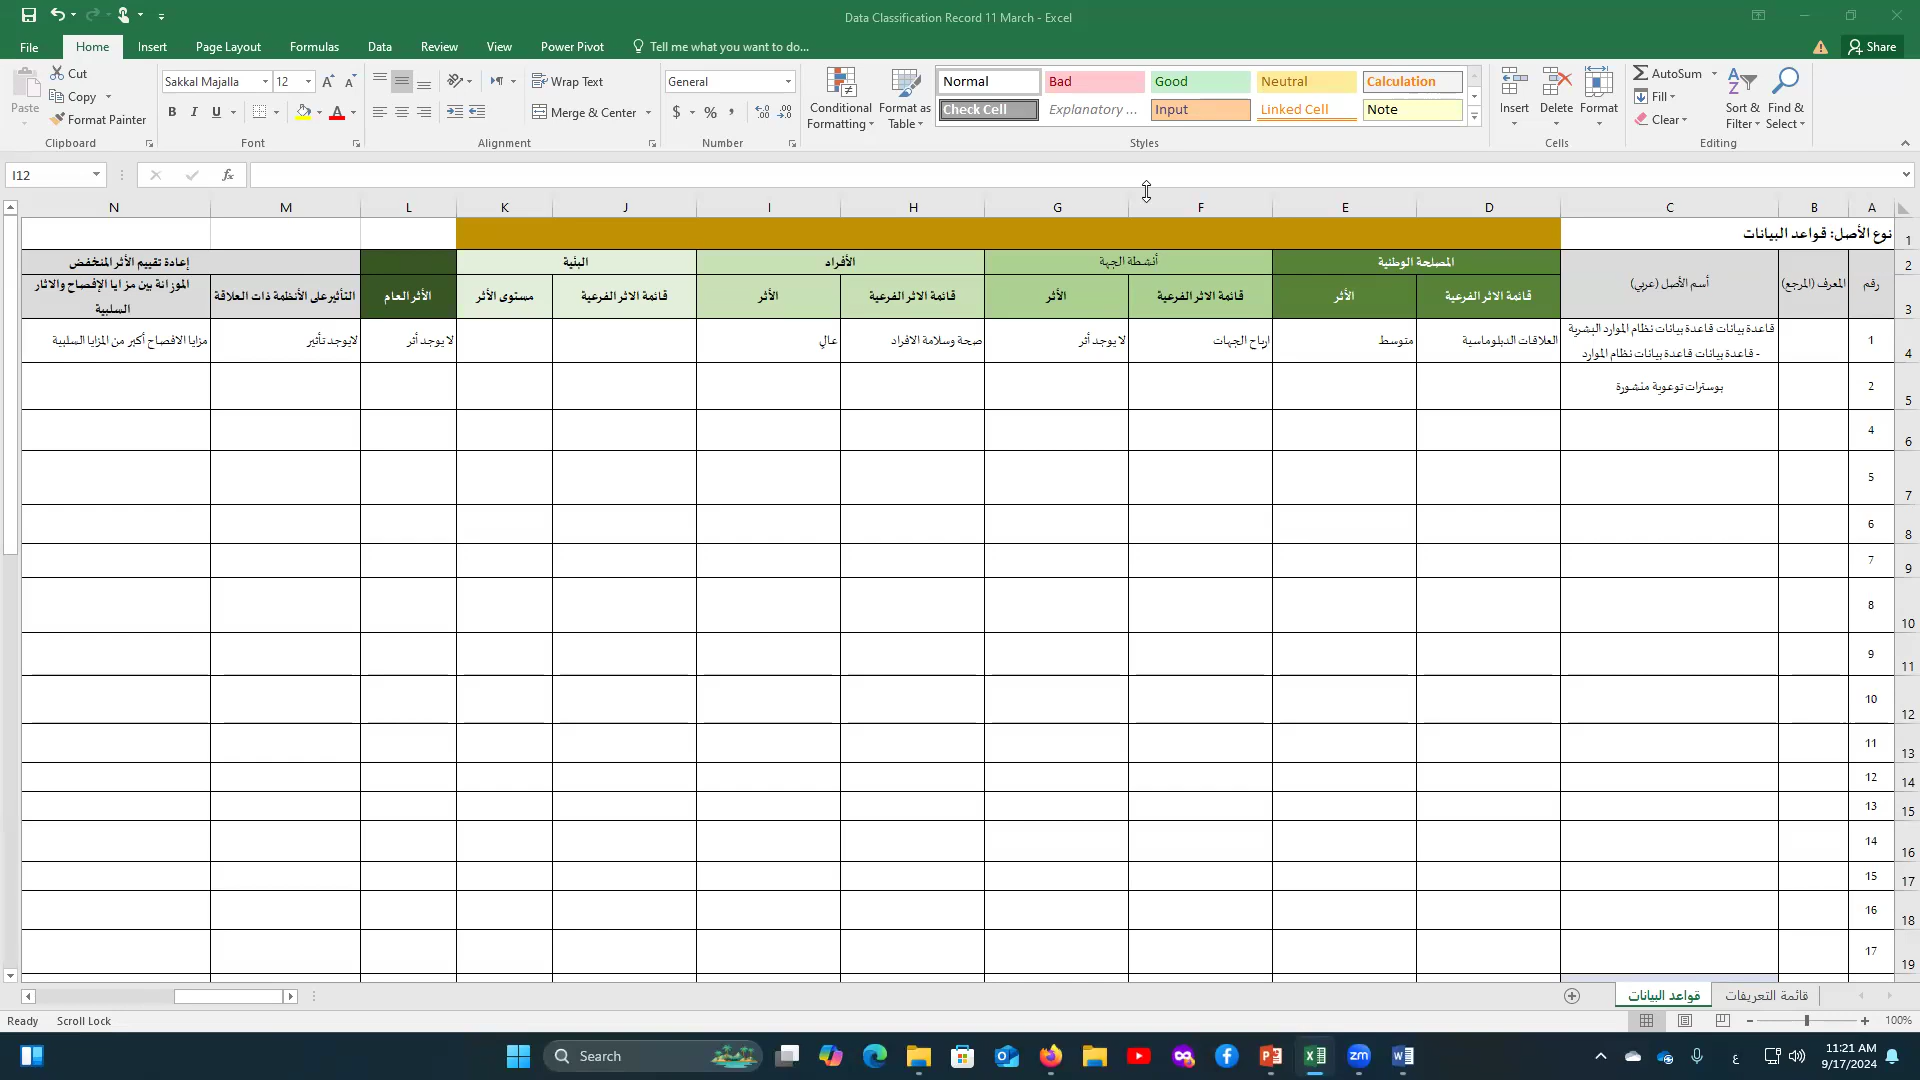 Data Classification Record 11 March - Excel
File Home Insert Page Layout Formulas Data Review View Power Pivot Tell me what you want to do... Share
Cut
Copy
Format Painter
Paste
Clipboard
Sakkal Majalla 12
B I U
Font
Wrap Text
Merge & Center
Alignment
General
$ % ,
Number
Conditional Formatting
Format as Table
Normal Bad Good Neutral Calculation
Check Cell Explanatory ... Input Linked Cell Note
Styles
Insert Delete Format
Cells
AutoSum
Fill
Clear
Sort & Filter
Find & Select
Editing
I12
fx
N M L K J I H G F E D C B A
1 نوع الأصل: قواعد البيانات
2 المصلحة الوطنية أنشطة الجهة الأفراد البئية إعادة تقييم الأثر المنخفض
3 رقم المعرف (المرجع) أسم الأصل (عربي) قائمة الاثر الفرعية الأثر قائمة الاثر الفرعية الأثر قائمة الاثر الفرعية الأثر قائمة الاثر الفرعية مستوى الأثر الأثر العام التأثير على الأنظمة ذات العلاقة الموزانة بين مزايا الإفصاح والاثار السلبية
4 1 قاعدة بيانات قاعدة بيانات نظام الموارد البشرية - قاعدة بيانات قاعدة بيانات نظام الموارد العلاقات الدبلوماسية متوسط ارباح الجهات لا يوجد أثر صحة وسلامة الافراد عالٍ لا يوجد أثر لايوجد تأثير مزايا الافصاح أكبر من المزايا السلبية
5 2 بوسترات توعوية منشورة
6 4
7 5
8 6
9 7
10 8
11 9
12 10
13 11
14 12
15 13
16 14
17 15
18 16
19 17
قائمة التعريفات قواعد البيانات
Ready Scroll Lock 100%
Search
ع
11:21 AM
9/17/2024